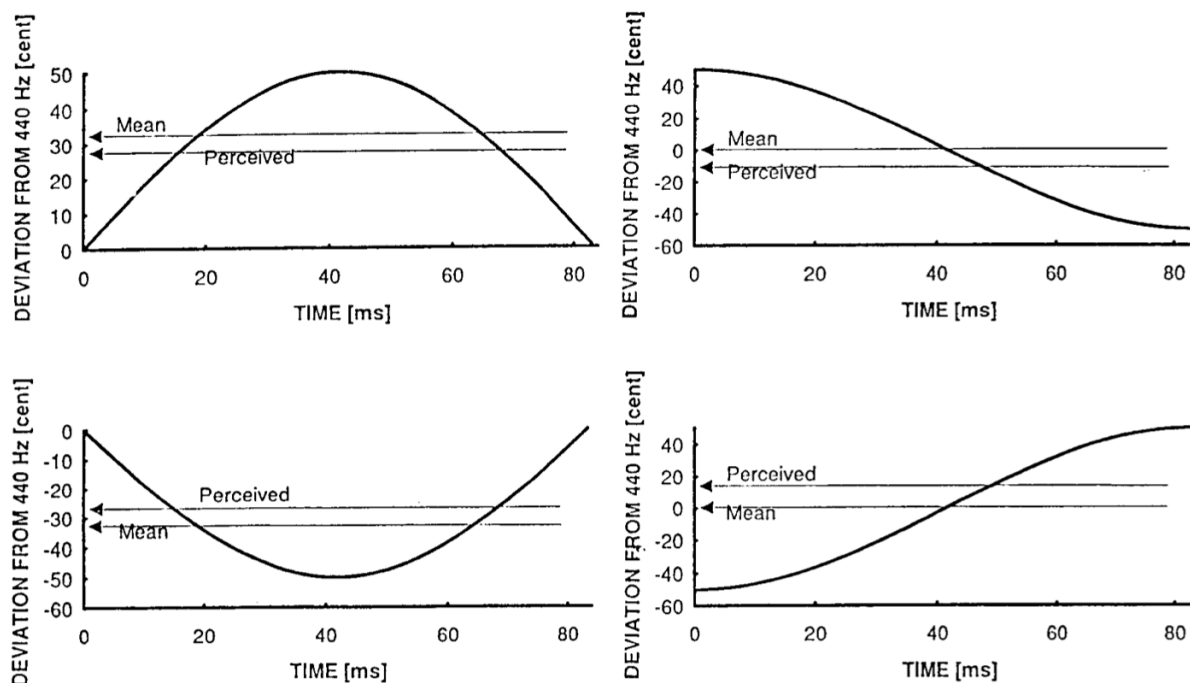 DEVIATION FROM 440 Hz [cent]
50
40
30
20
10
0
Mean
Perceived
0 20 40 60 80
TIME [ms]
DEVIATION FROM 440 Hz [cent]
40
20
0
-20
-40
-60
Mean
Perceived
0 20 40 60 80
TIME [ms]
DEVIATION FROM 440 Hz [cent]
0
-10
-20
-30
-40
-50
-60
Perceived
Mean
0 20 40 60 80
TIME [ms]
DEVIATION FROM 440 Hz [cent]
40
20
0
-20
-40
-60
Perceived
Mean
0 20 40 60 80
TIME [ms]